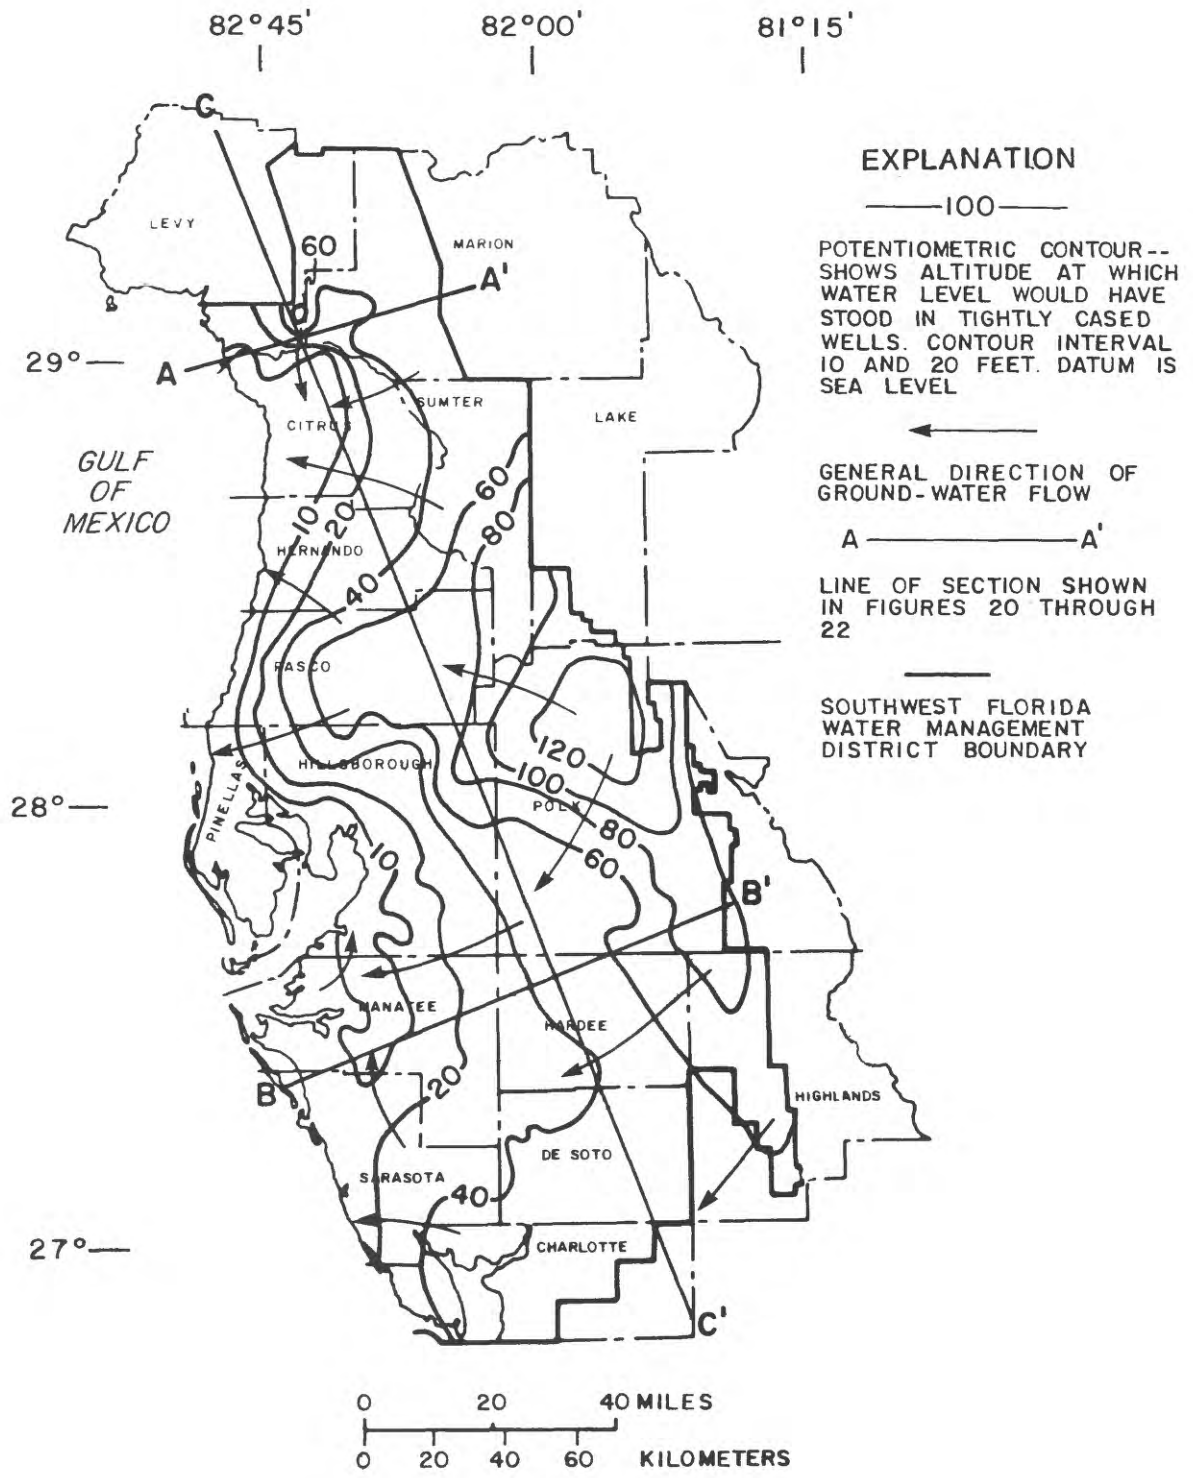 82°45' 82°00' 81°15'
C
EXPLANATION
100
LEVY
60
MARION
POTENTIOMETRIC CONTOUR--
SHOWS ALTITUDE AT WHICH
WATER LEVEL WOULD HAVE
STOOD IN TIGHTLY CASED
WELLS. CONTOUR INTERVAL
10 AND 20 FEET. DATUM IS
SEA LEVEL
A'
29°
A
SUMTER
LAKE
CITRUS
GULF
OF
MEXICO
GENERAL DIRECTION OF
GROUND-WATER FLOW
60
80
10
20
A A'
HERNANDO
40
LINE OF SECTION SHOWN
IN FIGURES 20 THROUGH
22
PASCO
SOUTHWEST FLORIDA
WATER MANAGEMENT
DISTRICT BOUNDARY
120
HILLSBOROUGH
100
POLK
28°
PINELLAS
80
10
60
B'
MANATEE
HARDEE
20
B
HIGHLANDS
DE SOTO
SARASOTA
40
27°
CHARLOTTE
C'
0 20 40 MILES
0 20 40 60 KILOMETERS